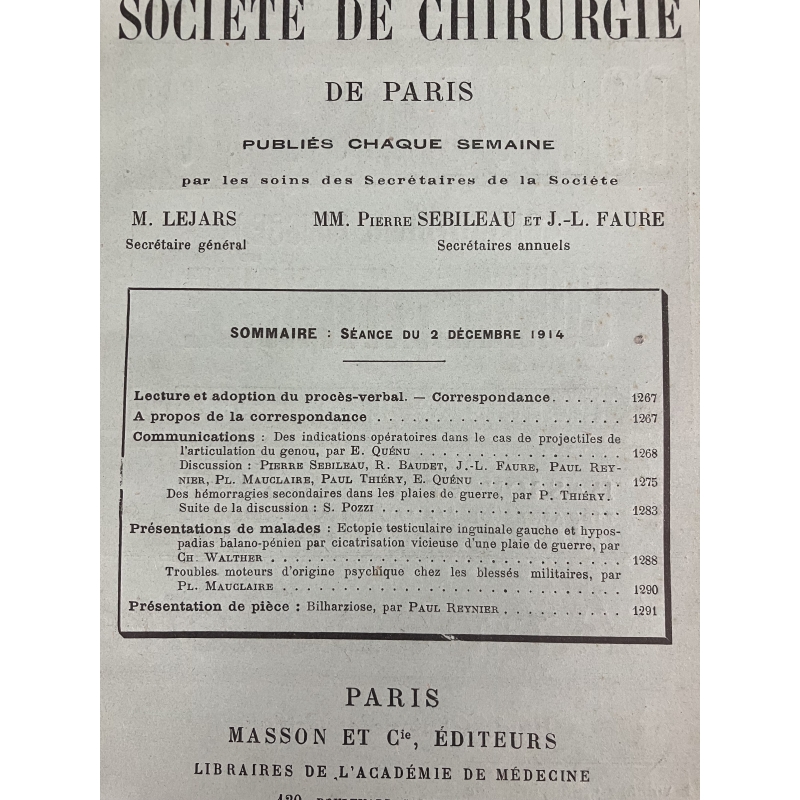 SOCIÉTÉ DE CHIRURGIE
DE PARIS
PUBLIÉS CHAQUE SEMAINE
par les soins des Secrétaires de la Société
M. LEJARS MM. PIERRE SEBILEAU ET J.-L. FAURE
Secrétaire général Secrétaires annuels
SOMMAIRE : SÉANCE DU 2 DÉCEMBRE 1914
Lecture et adoption du procès-verbal. — Correspondance. . . . . . 1267
A propos de la correspondance . . . . . . . . . . . . . . . . . . . 1267
Communications : Des indications opératoires dans le cas de projectiles de
l'articulation du genou, par E. QUÉNU . . . . . . . . . . . . . . . 1268
Discussion : PIERRE SEBILEAU, R. BAUDET, J.-L. FAURE, PAUL REY-
NIER, PL. MAUCLAIRE, PAUL THIÉRY, E. QUÉNU . . . . . . . . . . . 1275
Des hémorragies secondaires dans les plaies de guerre, par P. THIÉRY.
Suite de la discussion : S. POZZI . . . . . . . . . . . . . . . . . . 1283
Présentations de malades : Ectopie testiculaire inguinale gauche et hypos-
padias balano-pénien par cicatrisation vicieuse d'une plaie de guerre, par
CH. WALTHER . . . . . . . . . . . . . . . . . . . . . . . . . . 1288
Troubles moteurs d'origine psychique chez les blessés militaires, par
PL. MAUCLAIRE . . . . . . . . . . . . . . . . . . . . . . . . . 1290
Présentation de pièce : Bilharziose, par PAUL REYNIER . . . . . . . . . 1291
PARIS
MASSON ET Cie, ÉDITEURS
LIBRAIRES DE L'ACADÉMIE DE MÉDECINE